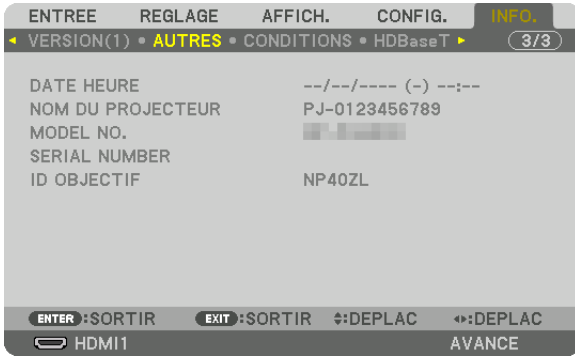 ENTREE REGLAGE AFFICH. CONFIG. INFO.
VERSION(1) • AUTRES • CONDITIONS • HDBaseT 3/3
DATE HEURE --/--/---- (-) --:--
NOM DU PROJECTEUR PJ-0123456789
MODEL NO.
SERIAL NUMBER
ID OBJECTIF NP40ZL
ENTER :SORTIR EXIT :SORTIR :DEPLAC :DEPLAC
HDMI1 AVANCE